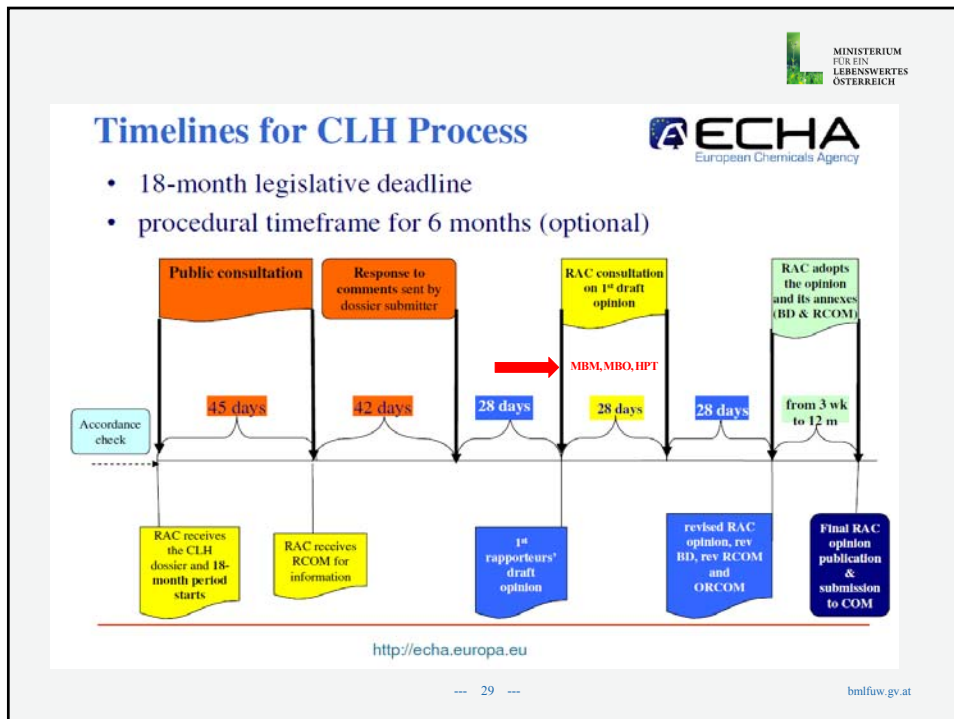 MINISTERIUM
FÜR EIN
LEBENSWERTES
ÖSTERREICH
Timelines for CLH Process
ECHA
European Chemicals Agency
• 18-month legislative deadline
• procedural timeframe for 6 months (optional)
Public consultation
Response to
comments sent by
dossier submitter
RAC consultation
on 1st draft
opinion
RAC adopts
the opinion
and its annexes
(BD & RCOM)
MBM, MBO, HPT
Accordance
check
45 days
42 days
28 days
28 days
28 days
from 3 wk
to 12 m
RAC receives
the CLH
dossier and 18-
month period
starts
RAC receives
RCOM for
information
1st
rapporteurs'
draft
opinion
revised RAC
opinion, rev
BD, rev RCOM
and
ORCOM
Final RAC
opinion
publication
&
submission
to COM
http://echa.europa.eu
--- 29 ---
bmlfuw.gv.at